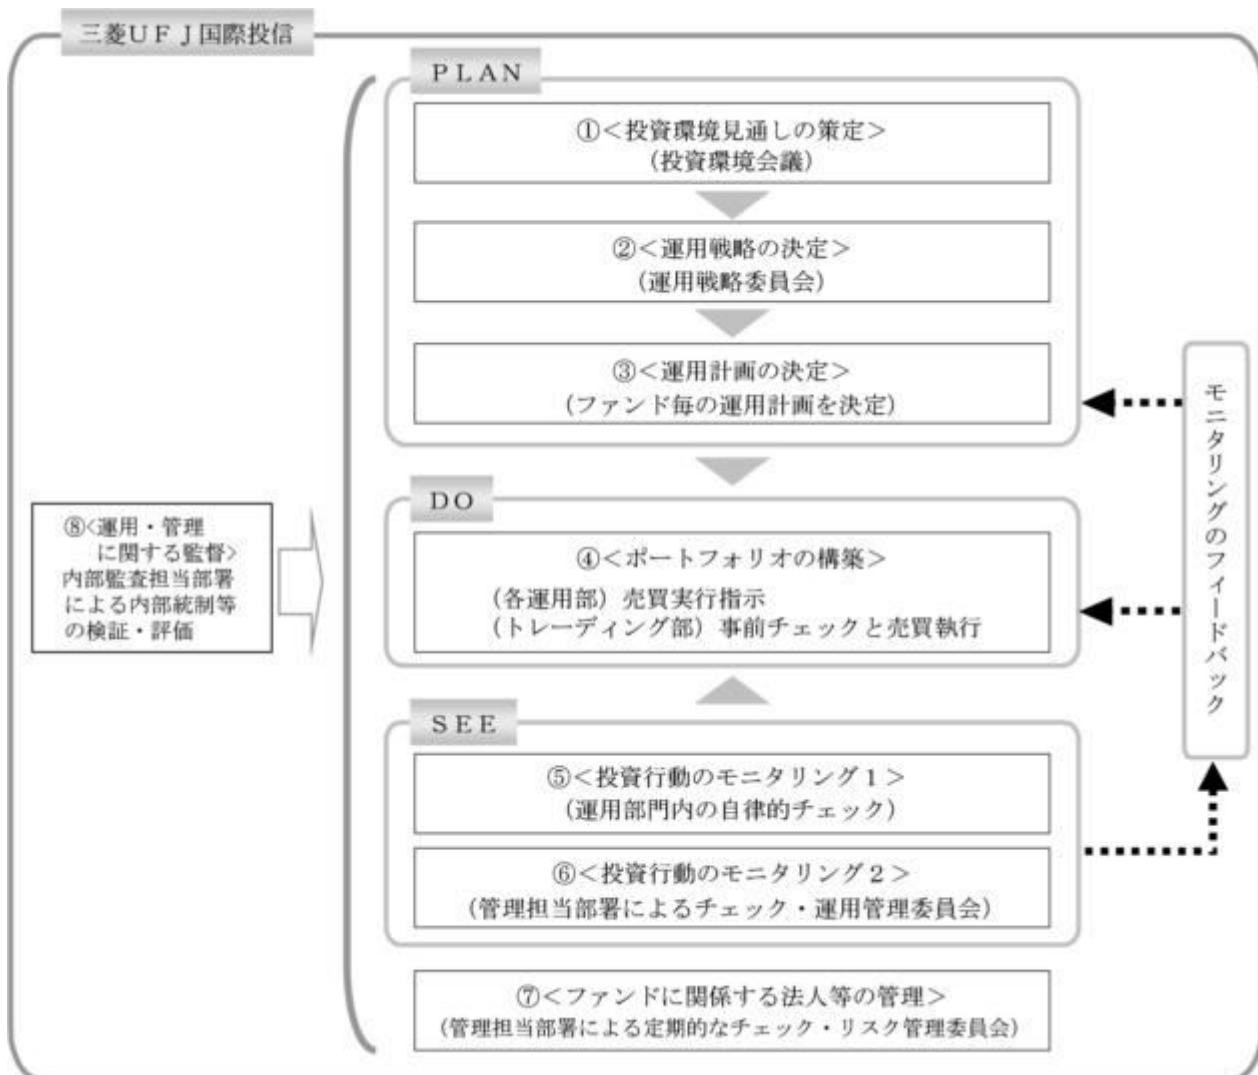 三菱UFJ国際投信
PLAN
①<投資環境見通しの策定>
(投資環境会議)
②<運用戦略の決定>
(運用戦略委員会)
③<運用計画の決定>
(ファンド毎の運用計画を決定)
DO
④<ポートフォリオの構築>
(各運用部)売買実行指示
(トレーディング部)事前チェックと売買執行
SEE
⑤<投資行動のモニタリング1>
(運用部門内の自律的チェック)
⑥<投資行動のモニタリング2>
(管理担当部署によるチェック・運用管理委員会)
⑦<ファンドに関係する法人等の管理>
(管理担当部署による定期的なチェック・リスク管理委員会)
⑧<運用・管理
に関する監督>
内部監査担当部署
による内部統制等
の検証・評価
モニタリングのフィードバック